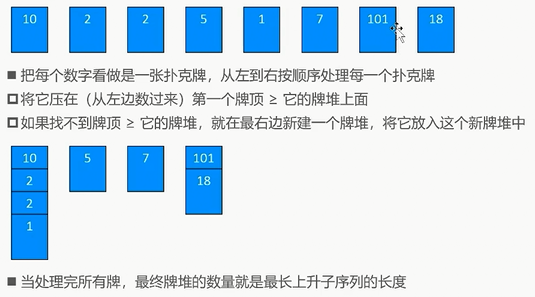 10 2 2 5 1 7 101 18
■ 把每个数字看做是一张扑克牌，从左到右按顺序处理每一个扑克牌
将它压在（从左边数过来）第一个牌顶 ≥ 它的牌堆上面
如果找不到牌顶 ≥ 它的牌堆，就在最右边新建一个牌堆，将它放入这个新牌堆中
10 5 7 101
2 18
2
1
■ 当处理完所有牌，最终牌堆的数量就是最长上升子序列的长度